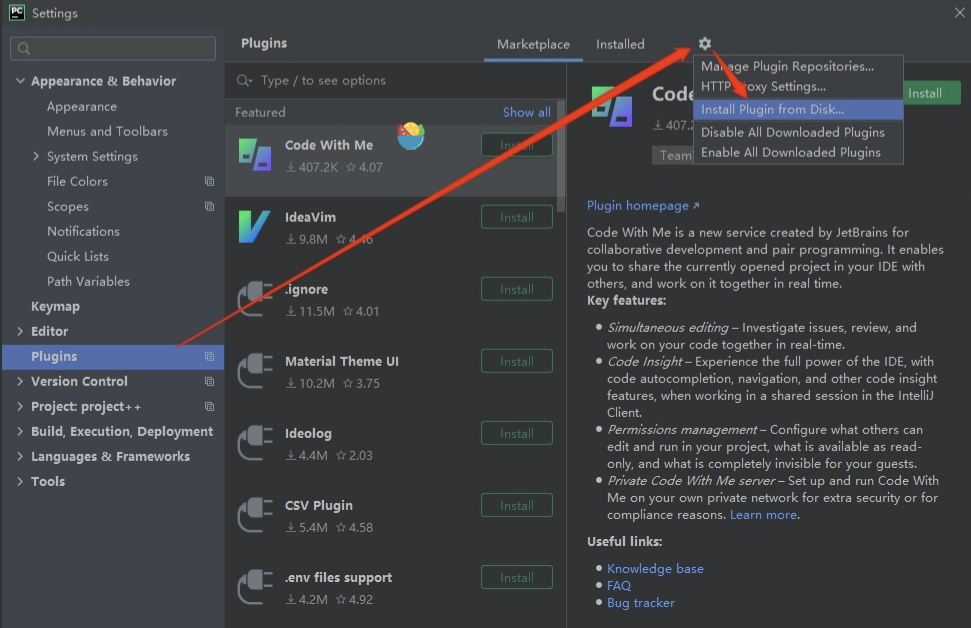 PC
Settings
Appearance & Behavior
Appearance
Menus and Toolbars
System Settings
File Colors
Scopes
Notifications
Quick Lists
Path Variables
Keymap
Editor
Plugins
Version Control
Project: project++
Build, Execution, Deployment
Languages & Frameworks
Tools
Plugins
Marketplace
Installed
Type / to see options
Featured
Show all
Code With Me
407.2K 4.07
Install
IdeaVim
9.8M 4.46
Install
.ignore
11.5M 4.01
Install
Material Theme UI
10.2M 3.75
Install
Ideolog
4.4M 2.03
Install
CSV Plugin
5.4M 4.58
Install
.env files support
4.2M 4.92
Install
Manage Plugin Repositories...
HTTP Proxy Settings...
Install Plugin from Disk...
Disable All Downloaded Plugins
Enable All Downloaded Plugins
Code
Install
407.2
Team
Plugin homepage
Code With Me is a new service created by JetBrains for
collaborative development and pair programming. It enables
you to share the currently opened project in your IDE with
others, and work on it together in real time.
Key features:
Simultaneous editing – Investigate issues, review, and
work on your code together in real-time.
Code Insight – Experience the full power of the IDE, with
code autocompletion, navigation, and other code insight
features, when working in a shared session in the IntelliJ
Client.
Permissions management – Configure what others can
edit and run in your project, what is available as read-
only, and what is completely invisible for your guests.
Private Code With Me server – Set up and run Code With
Me on your own private network for extra security or for
compliance reasons. Learn more.
Useful links:
Knowledge base
FAQ
Bug tracker